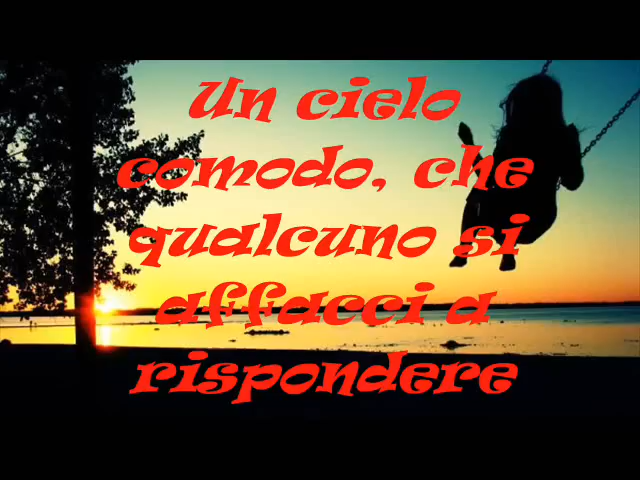 Un cielo
comodo, che
qualcuno si
affacci a
rispondere